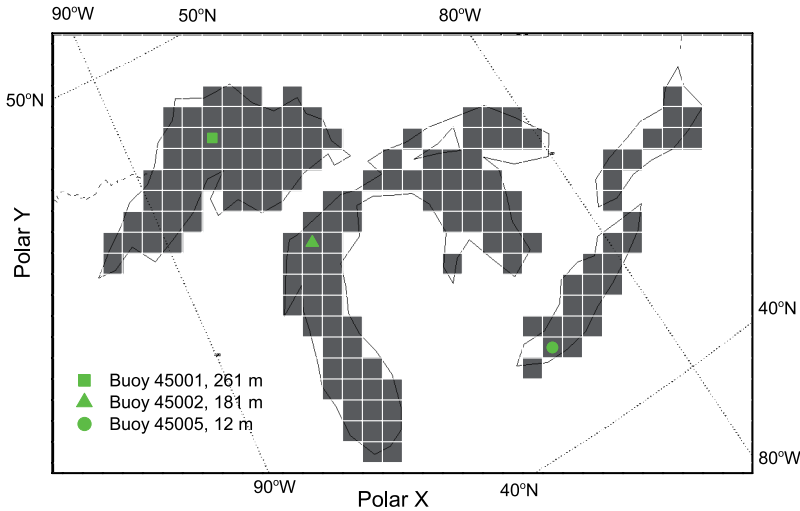 90°W 50°N 80°W
50°N
Polar Y
40°N
Buoy 45001, 261 m
Buoy 45002, 181 m
Buoy 45005, 12 m
80°W
90°W 40°N
Polar X